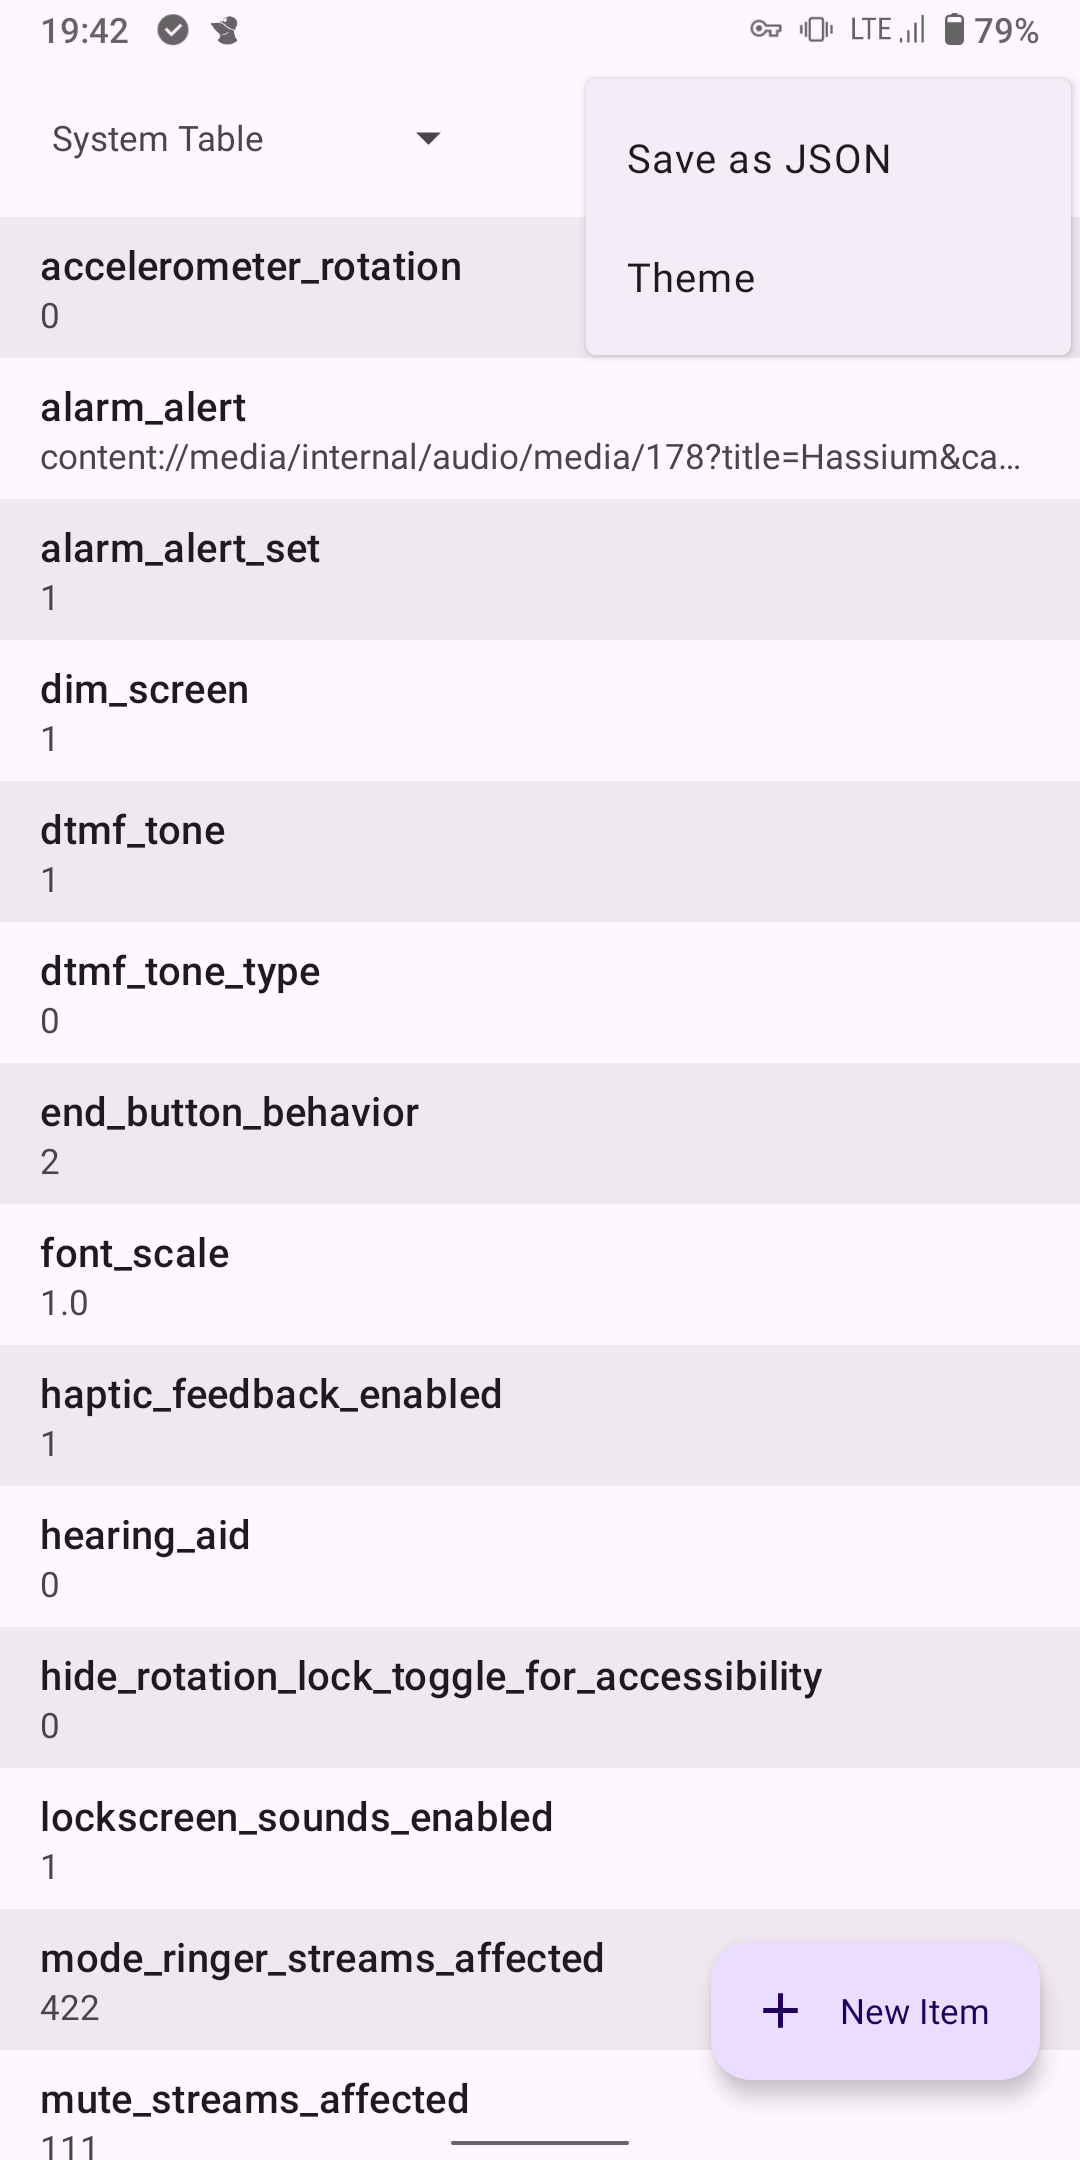 19:42 LTE 79%
System Table
Save as JSON
Theme
accelerometer_rotation
0
alarm_alert
content://media/internal/audio/media/178?title=Hassium&ca...
alarm_alert_set
1
dim_screen
1
dtmf_tone
1
dtmf_tone_type
0
end_button_behavior
2
font_scale
1.0
haptic_feedback_enabled
1
hearing_aid
0
hide_rotation_lock_toggle_for_accessibility
0
lockscreen_sounds_enabled
1
mode_ringer_streams_affected
422
New Item
mute_streams_affected
111